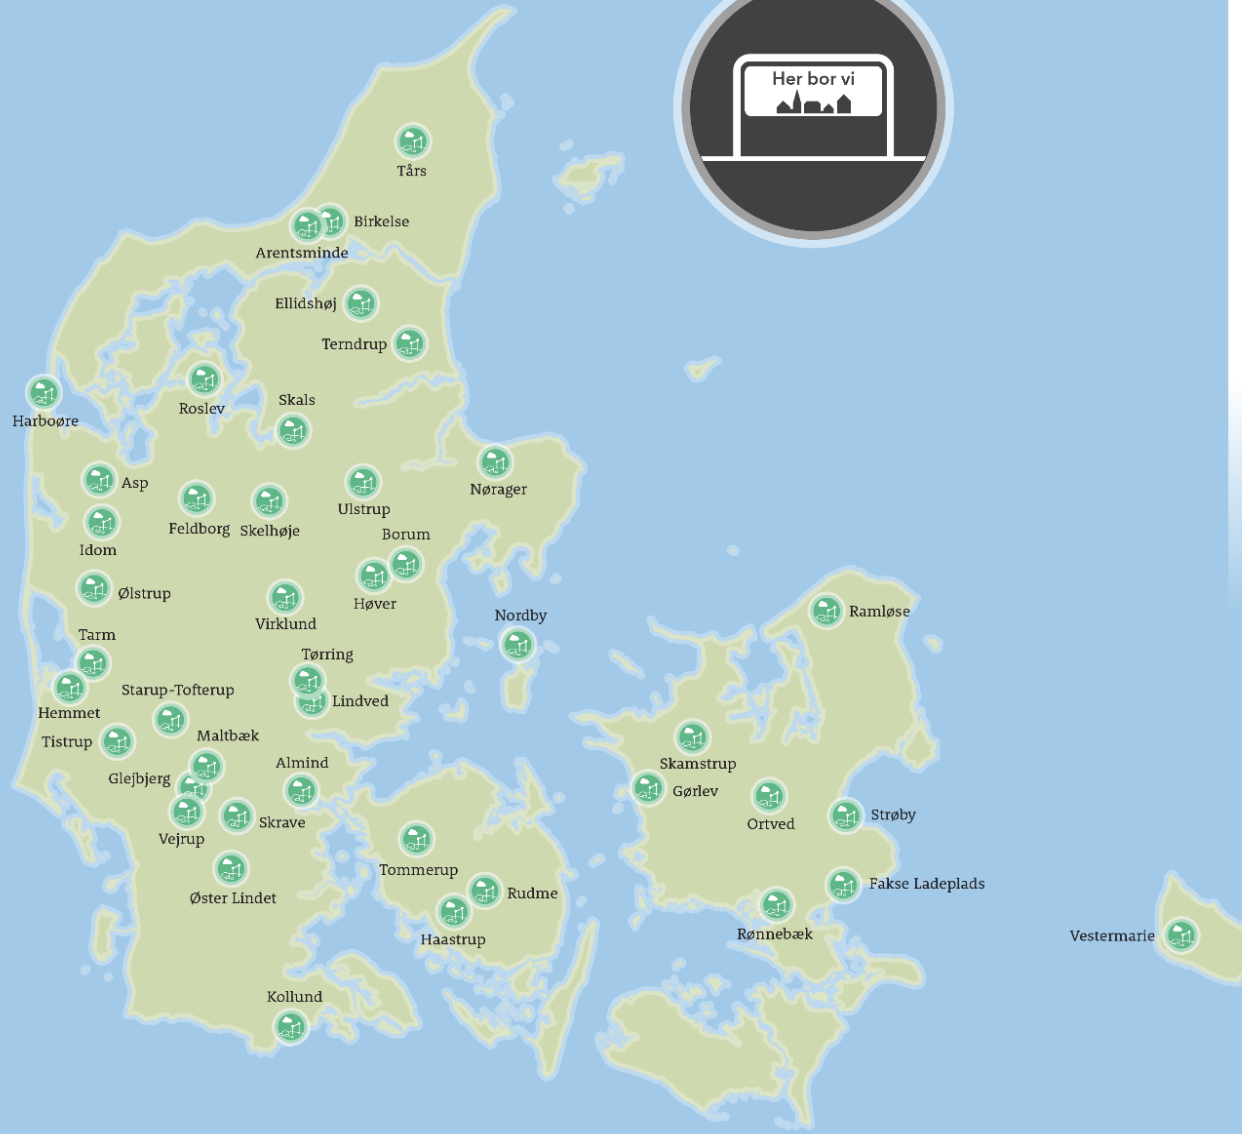 Her bor vi
Tårs
Birkelse
Arentsminde
Ellidshøj
Terndrup
Roslev
Skals
Harboøre
Asp
Nørager
Ulstrup
Feldborg
Skelhøje
Idom
Borum
Ølstrup
Høver
Virklund
Nordby
Ramløse
Tarm
Tørring
Starup-Tofterup
Lindved
Hemmet
Tistrup
Maltbæk
Skamstrup
Almind
Glejbjerg
Gørlev
Ortved
Strøby
Skrave
Vejrup
Tommerup
Fakse Ladeplads
Rudme
Øster Lindet
Haastrup
Rønnebæk
Vestermarie
Kollund